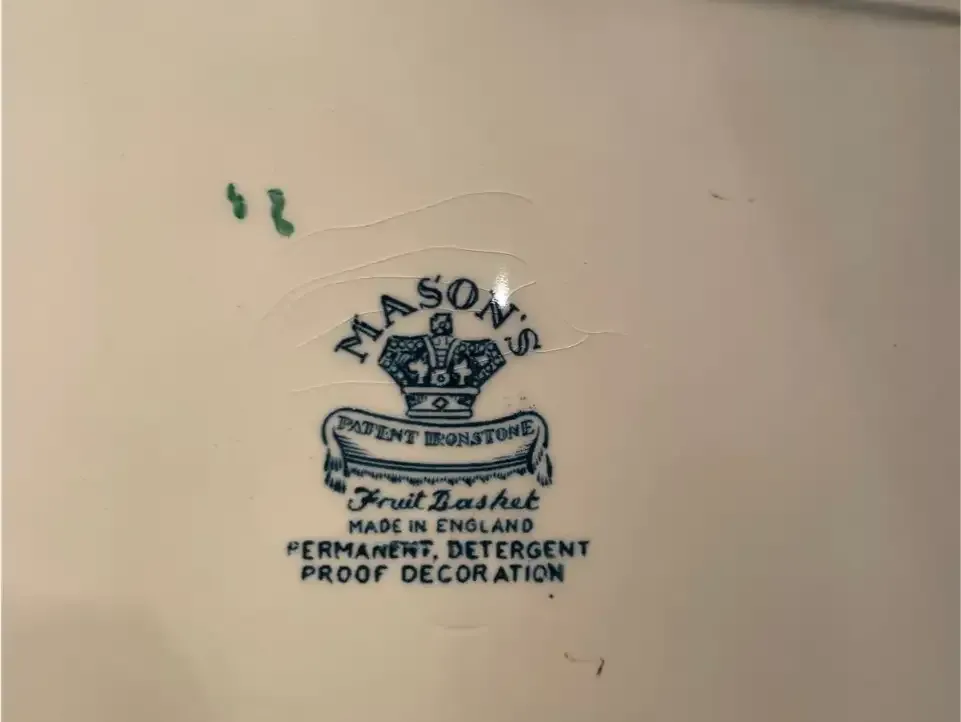 MASON'S
PATENT IRONSTONE
Fruit Basket
MADE IN ENGLAND
PERMANENT, DETERGENT
PROOF DECORATION